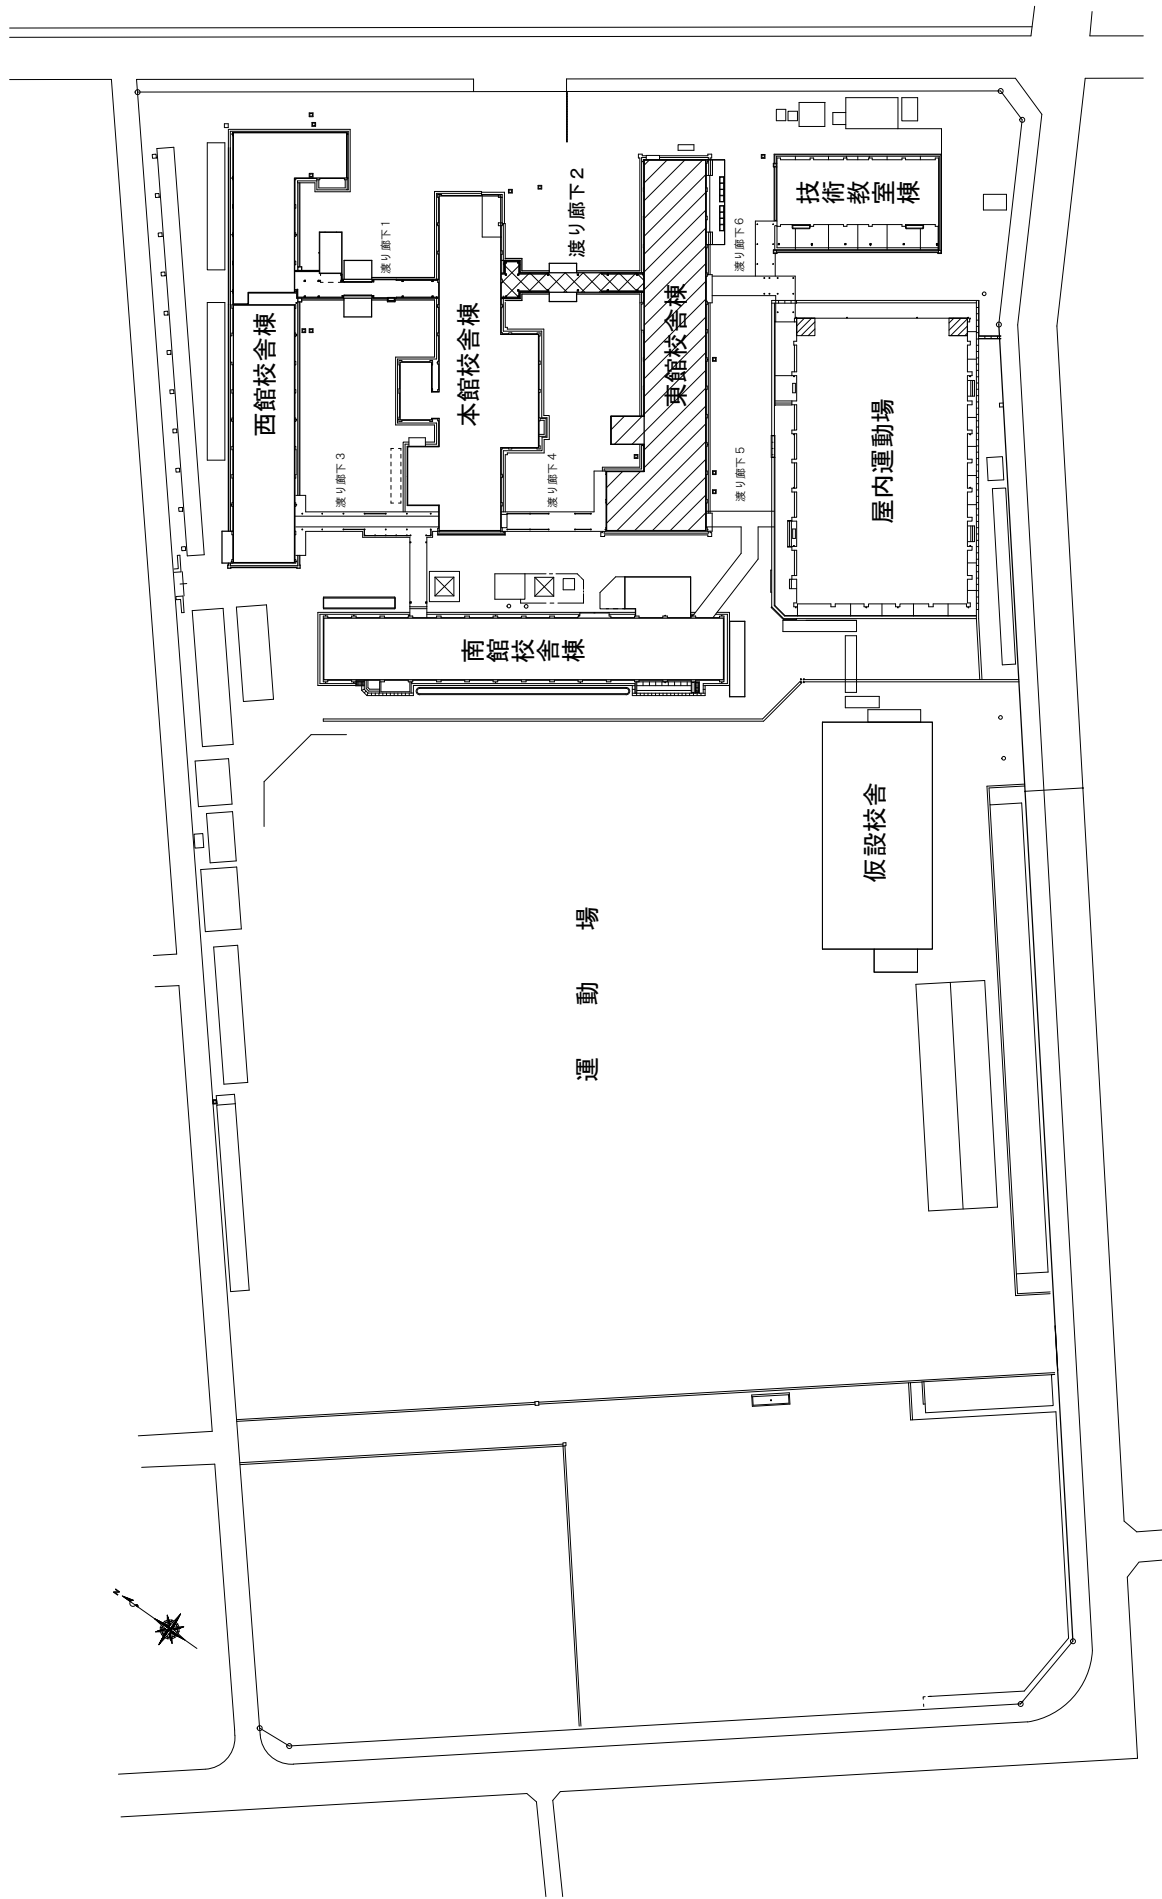 西館校舎棟
渡り廊下1
本館校舎棟
渡り廊下2
東館校舎棟
渡り廊下6
技術教室棟
渡り廊下3
渡り廊下4
渡り廊下5
屋内運動場
南館校舎棟
仮設校舎
運動場
N